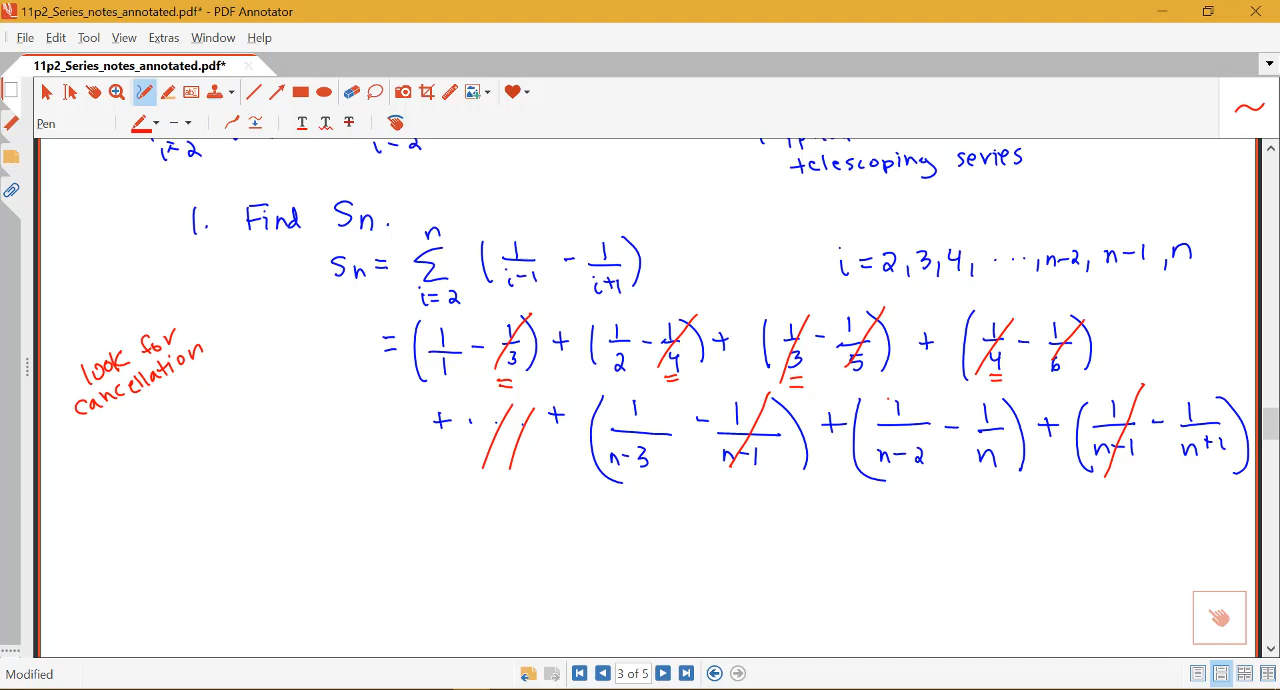 11p2_Series_notes_annotated.pdf* - PDF Annotator
File Edit Tool View Extras Window Help
11p2_Series_notes_annotated.pdf*
Pen
i=2 i=2
telescoping series
1. Find Sn.
Sn = ∑_{i=2}^{n} (1/(i-1) - 1/(i+1)) i = 2, 3, 4, ..., n-2, n-1, n
look for
cancellation
= (1/1 - 1/3) + (1/2 - 1/4) + (1/3 - 1/5) + (1/4 - 1/6)
+ ... + (1/(n-3) - 1/(n-1)) + (1/(n-2) - 1/n) + (1/(n-1) - 1/(n+1))
Modified
3 of 5